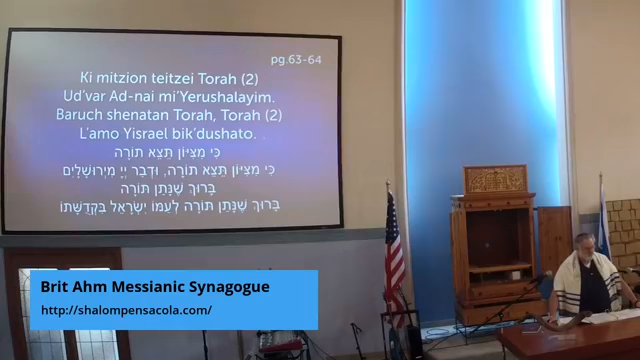 pg.63-64
Ki mitzion teitzei Torah (2)
Ud'var Ad-nai mi'Yerushalayim.
Baruch shenatan Torah, Torah (2)
L'amo Yisrael bik'dushato.
כִּי מִצִּיּוֹן תֵּצֵא תוֹרָה
כִּי מִצִּיּוֹן תֵּצֵא תוֹרָה, וּדְבַר יְיָ מִירוּשָׁלָיִם
בָּרוּךְ שֶׁנָּתַן תּוֹרָה
בָּרוּךְ שֶׁנָּתַן תּוֹרָה לְעַמּוֹ יִשְׂרָאֵל בִּקְדֻשָּׁתוֹ
Brit Ahm Messianic Synagogue
http://shalompensacola.com/